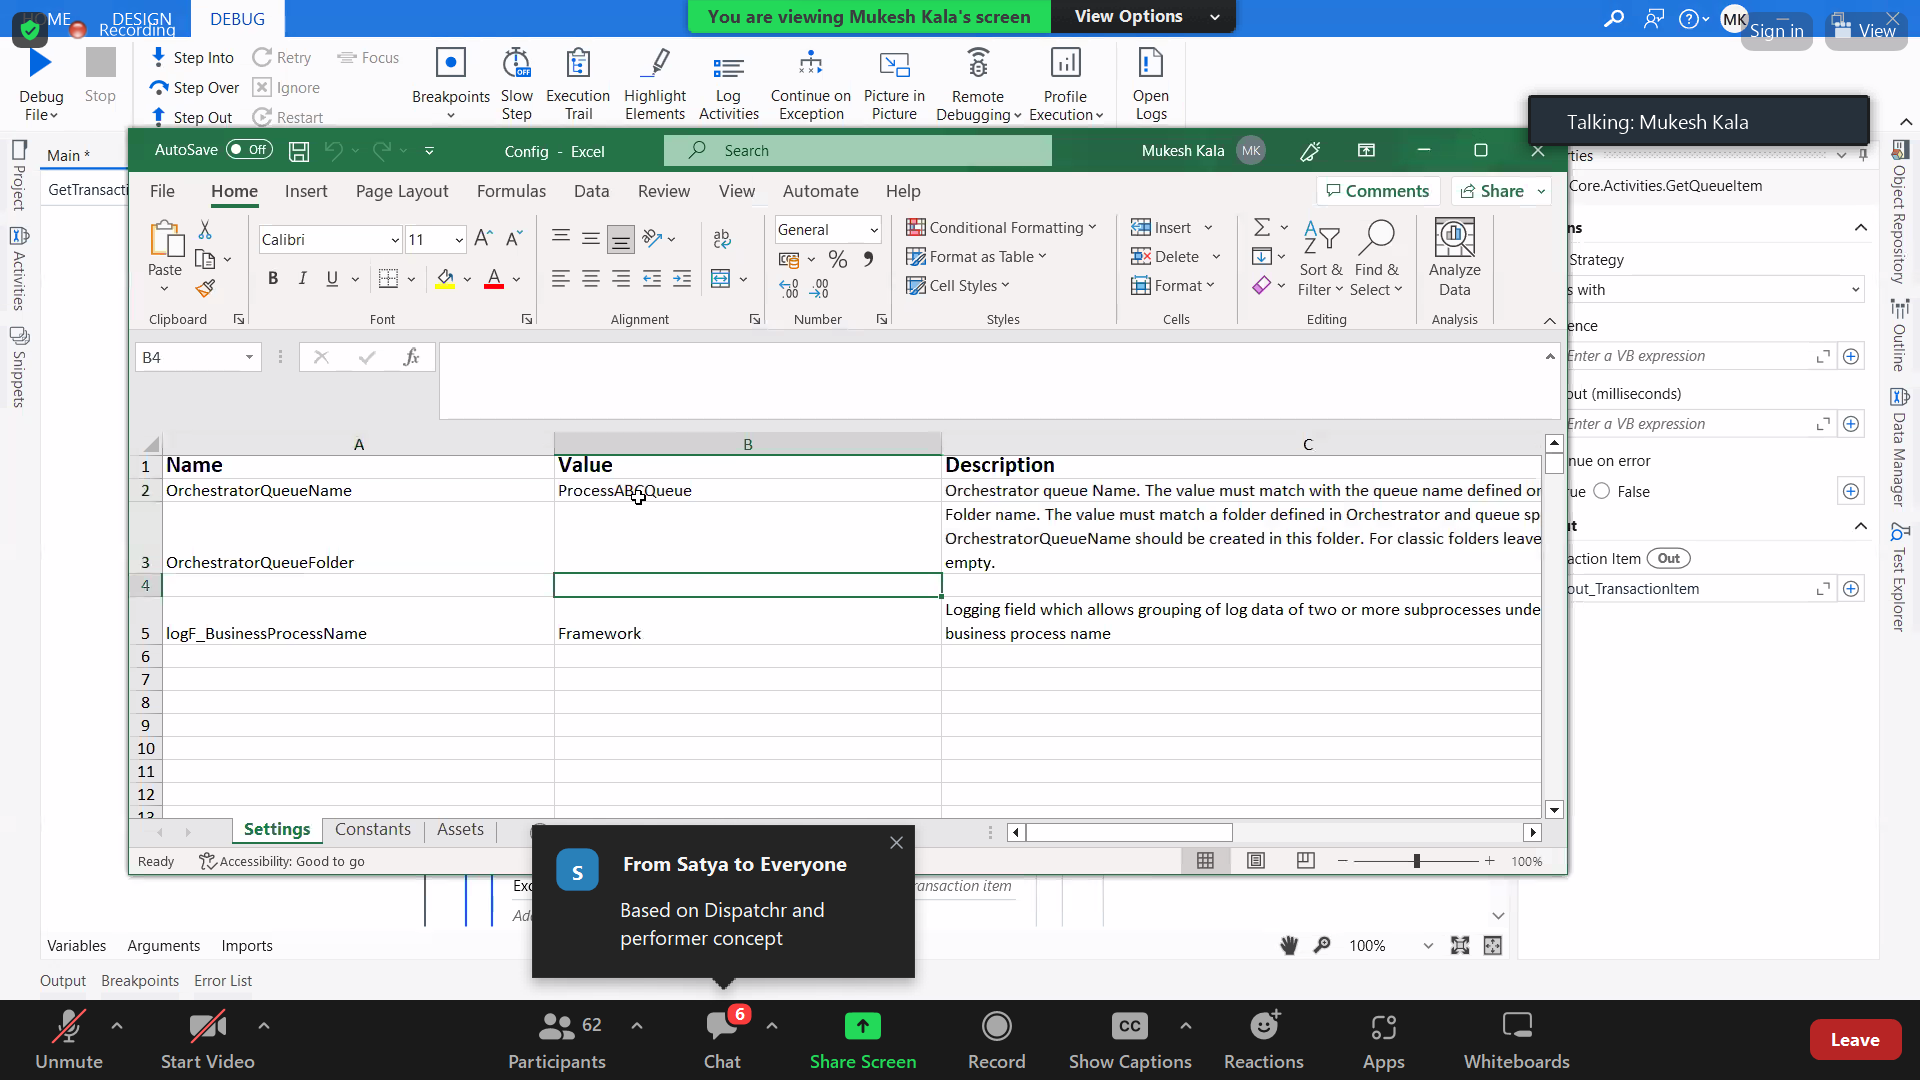 HOME
DESIGN
DEBUG
Recording
You are viewing Mukesh Kala's screen
View Options
MK
Sign in
View
Debug
File
Stop
Step Into
Step Over
Step Out
Retry
Ignore
Restart
Focus
Breakpoints
Slow
Step
OFF
Execution
Trail
Highlight
Elements
Log
Activities
Continue on
Exception
Picture in
Picture
Remote
Debugging
Profile
Execution
Open
Logs
Talking: Mukesh Kala
Project
Activities
Snippets
Main *
GetTransacti
AutoSave
Off
Config - Excel
Search
Mukesh Kala
MK
File
Home
Insert
Page Layout
Formulas
Data
Review
View
Automate
Help
Comments
Share
Paste
Clipboard
Calibri
11
B I U
Font
Alignment
General
Number
Conditional Formatting
Format as Table
Cell Styles
Styles
Insert
Delete
Format
Cells
Sort &
Filter
Find &
Select
Editing
Analyze
Data
Analysis
B4
fx
A B C
1 Name Value Description
2 OrchestratorQueueName ProcessABCQueue Orchestrator queue Name. The value must match with the queue name defined or
Folder name. The value must match a folder defined in Orchestrator and queue sp
OrchestratorQueueName should be created in this folder. For classic folders leave
3 OrchestratorQueueFolder empty.
4
Logging field which allows grouping of log data of two or more subprocesses unde
5 logF_BusinessProcessName Framework business process name
6
7
8
9
10
11
12
13
Settings
Constants
Assets
Ready
Accessibility: Good to go
100%
rties
Core.Activities.GetQueueItem
ns
Strategy
s with
ence
Enter a VB expression
out (milliseconds)
Enter a VB expression
nue on error
rue
False
t
action Item
Out
out_TransactionItem
Object Repository
Outline
Data Manager
Test Explorer
Exc
ransaction item
Ad
S
From Satya to Everyone
Based on Dispatchr and
performer concept
Variables
Arguments
Imports
100%
Output
Breakpoints
Error List
Unmute
Start Video
62
Participants
6
Chat
Share Screen
Record
CC
Show Captions
Reactions
Apps
Whiteboards
Leave